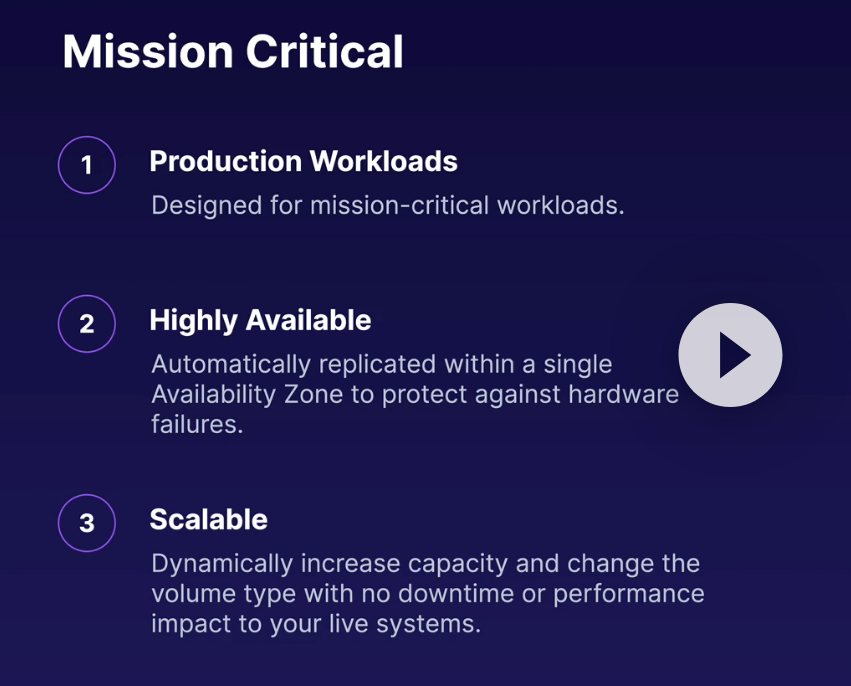 Mission Critical
1
Production Workloads
Designed for mission-critical workloads.
2
Highly Available
Automatically replicated within a single
Availability Zone to protect against hardware
failures.
3
Scalable
Dynamically increase capacity and change the
volume type with no downtime or performance
impact to your live systems.